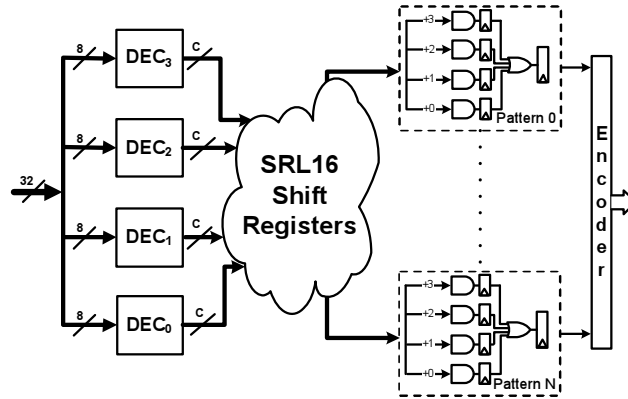 32
8
DEC3
C
8
DEC2
C
8
DEC1
C
8
DEC0
C
SRL16
Shift
Registers
+3
+2
+1
+0
Pattern 0
+3
+2
+1
+0
Pattern N
Encoder